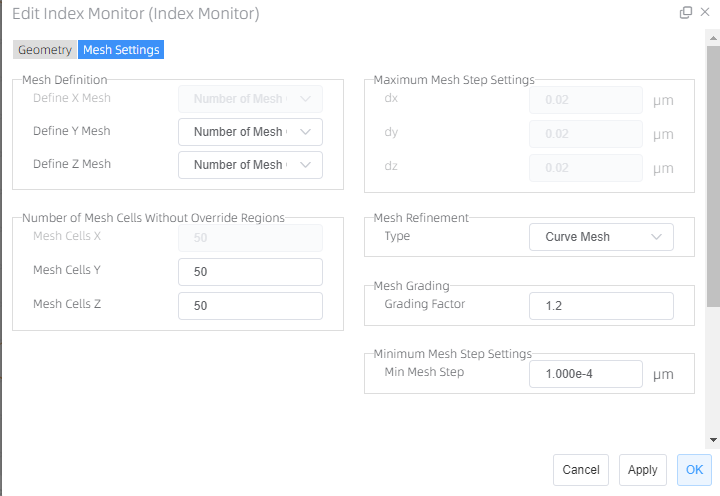 Edit Index Monitor (Index Monitor)
Geometry Mesh Settings
Mesh Definition
Define X Mesh Number of Mesh
Define Y Mesh Number of Mesh
Define Z Mesh Number of Mesh
Number of Mesh Cells Without Override Regions
Mesh Cells X 50
Mesh Cells Y 50
Mesh Cells Z 50
Maximum Mesh Step Settings
dx 0.02 μm
dy 0.02 μm
dz 0.02 μm
Mesh Refinement
Type Curve Mesh
Mesh Grading
Grading Factor 1.2
Minimum Mesh Step Settings
Min Mesh Step 1.000e-4 μm
Cancel Apply OK